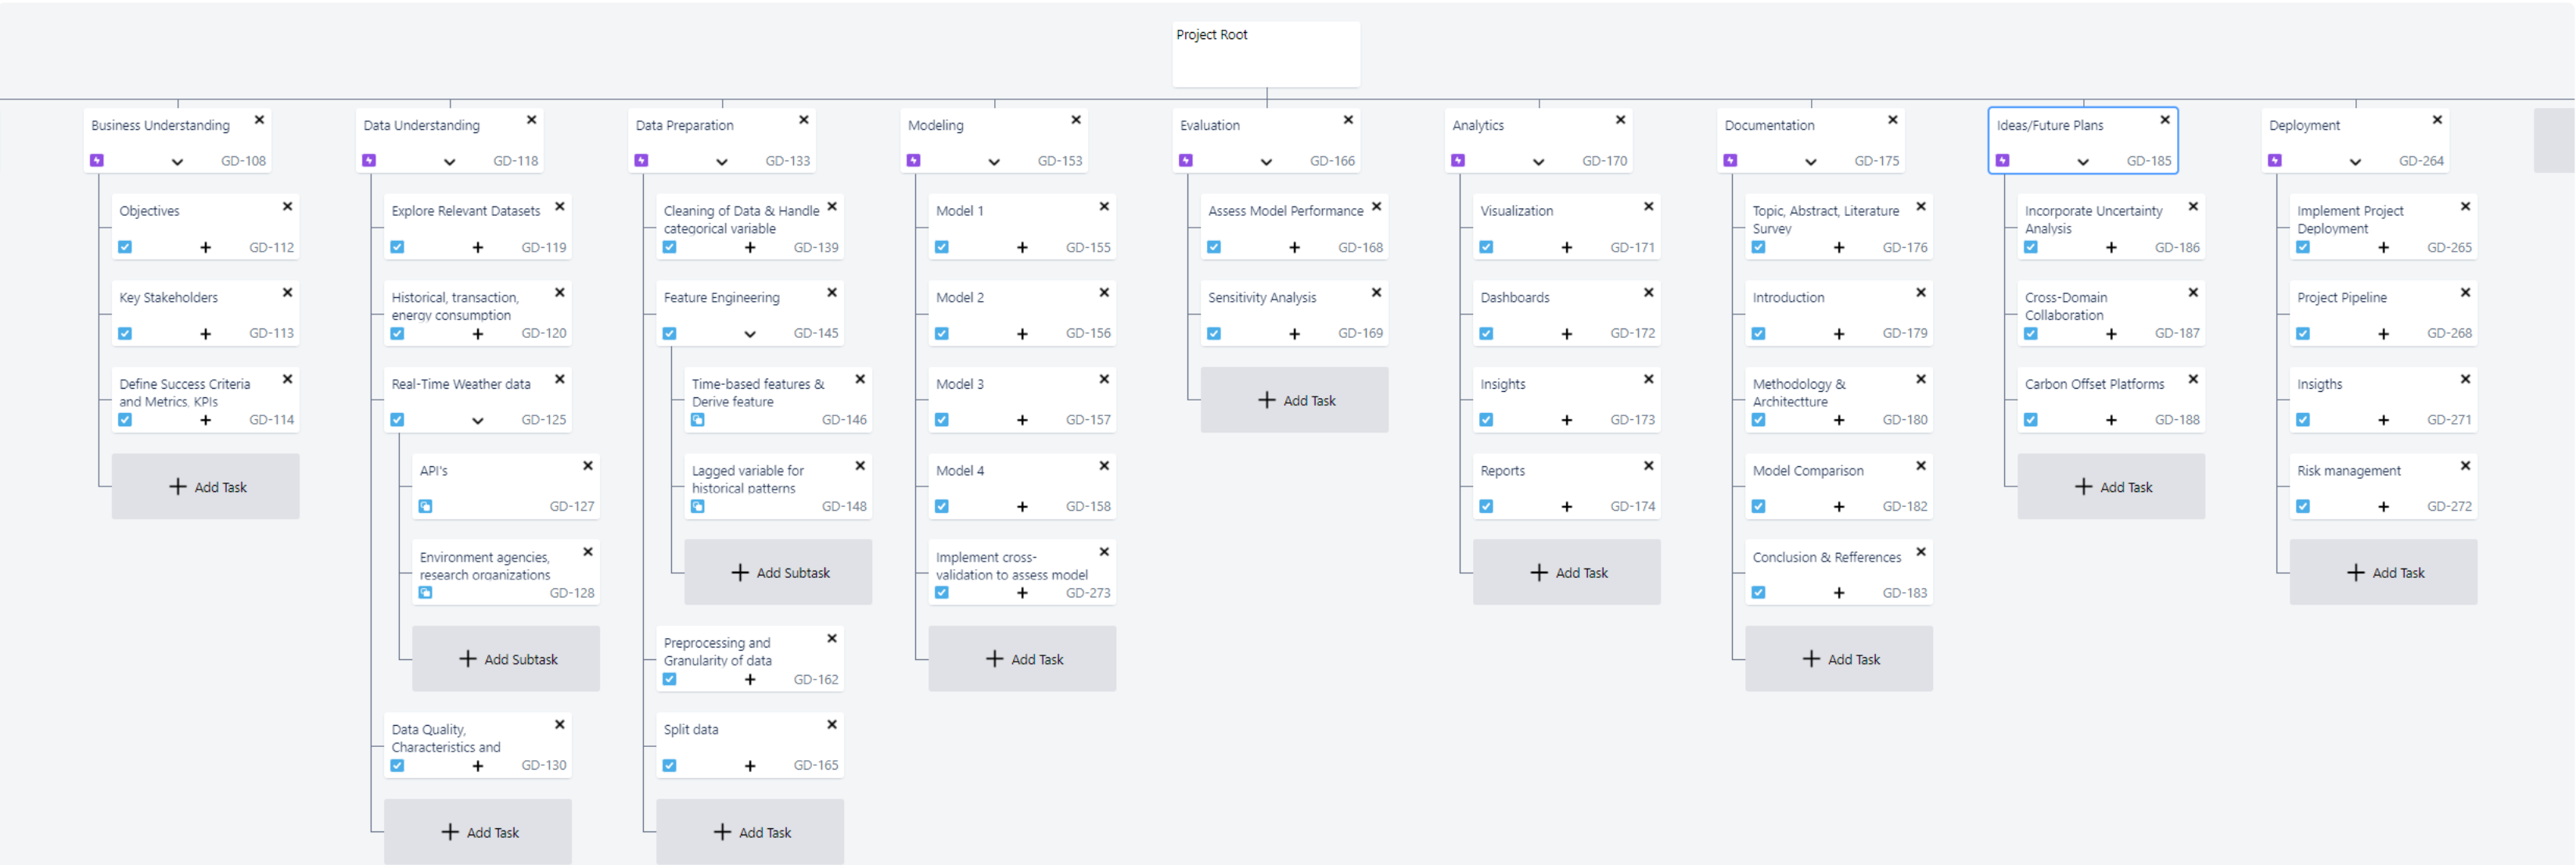 Project Root
Business Understanding
GD-108
Objectives
GD-112
Key Stakeholders
GD-113
Define Success Criteria
and Metrics, KPIs
GD-114
Add Task
Data Understanding
GD-118
Explore Relevant Datasets
GD-119
Historical, transaction,
energy consumption
GD-120
Real-Time Weather data
GD-125
API's
GD-127
Environment agencies,
research organizations
GD-128
Add Subtask
Data Quality,
Characteristics and
GD-130
Add Task
Data Preparation
GD-133
Cleaning of Data & Handle
categorical variable
GD-139
Feature Engineering
GD-145
Time-based features &
Derive feature
GD-146
Lagged variable for
historical patterns
GD-148
Add Subtask
Preprocessing and
Granularity of data
GD-162
Split data
GD-165
Add Task
Modeling
GD-153
Model 1
GD-155
Model 2
GD-156
Model 3
GD-157
Model 4
GD-158
Implement cross-
validation to assess model
GD-273
Add Task
Evaluation
GD-166
Assess Model Performance
GD-168
Sensitivity Analysis
GD-169
Add Task
Analytics
GD-170
Visualization
GD-171
Dashboards
GD-172
Insights
GD-173
Reports
GD-174
Add Task
Documentation
GD-175
Topic, Abstract, Literature
Survey
GD-176
Introduction
GD-179
Methodology &
Architectture
GD-180
Model Comparison
GD-182
Conclusion & Refferences
GD-183
Add Task
Ideas/Future Plans
GD-185
Incorporate Uncertainty
Analysis
GD-186
Cross-Domain
Collaboration
GD-187
Carbon Offset Platforms
GD-188
Add Task
Deployment
GD-264
Implement Project
Deployment
GD-265
Project Pipeline
GD-268
Insigths
GD-271
Risk management
GD-272
Add Task